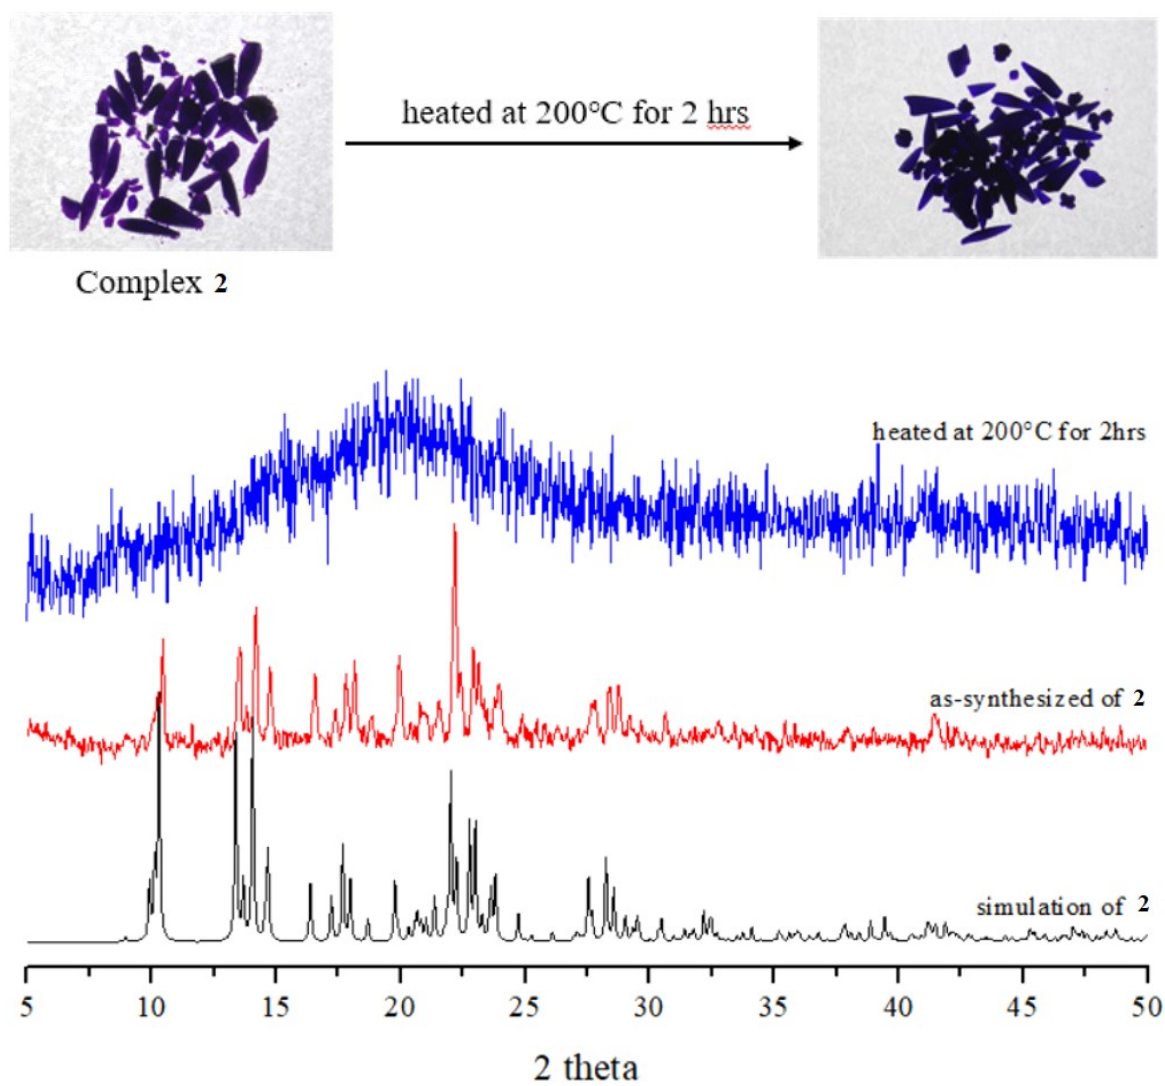 heated at 200°C for 2 hrs
Complex 2
heated at 200°C for 2hrs
as-synthesized of 2
simulation of 2
5 10 15 20 25 30 35 40 45 50
2 theta